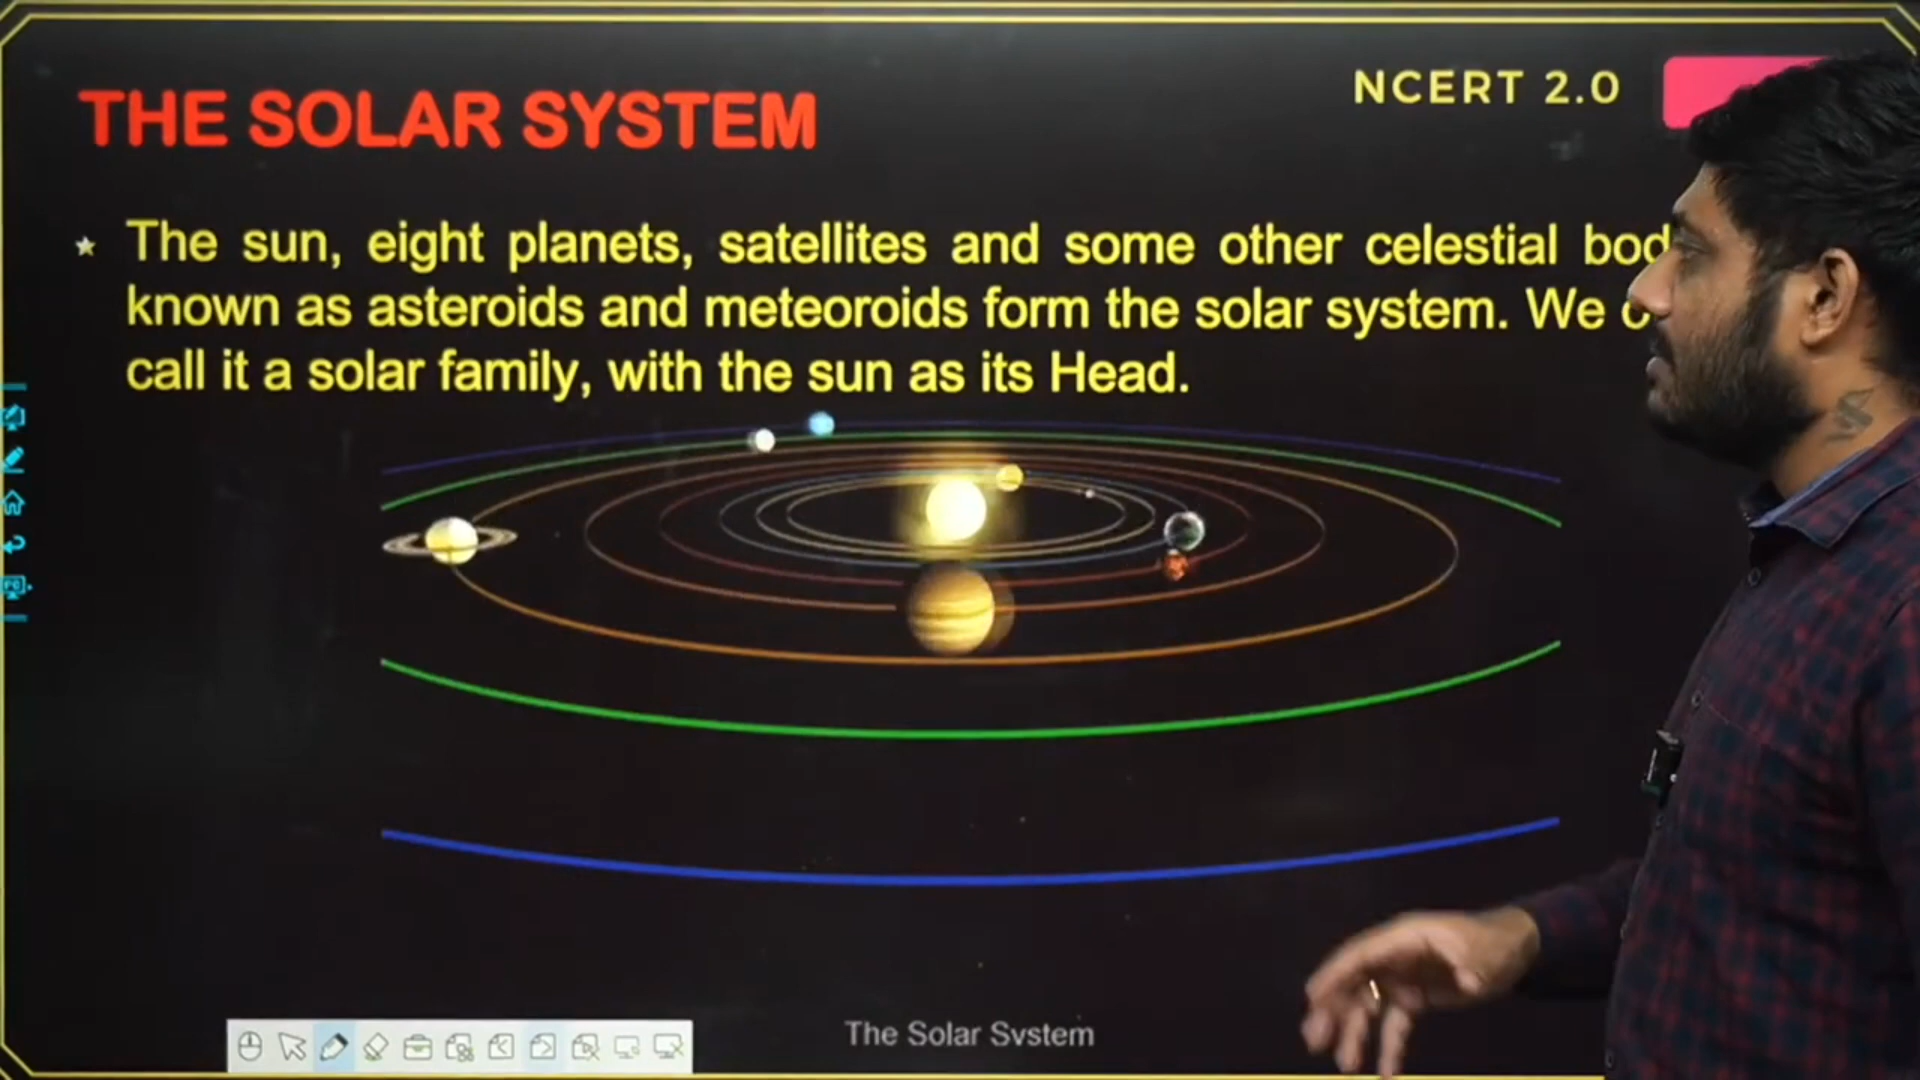 NCERT 2.0
THE SOLAR SYSTEM
The sun, eight planets, satellites and some other celestial
known as asteroids and meteoroids form the solar system. We
call it a solar family, with the sun as its Head.
The Solar System